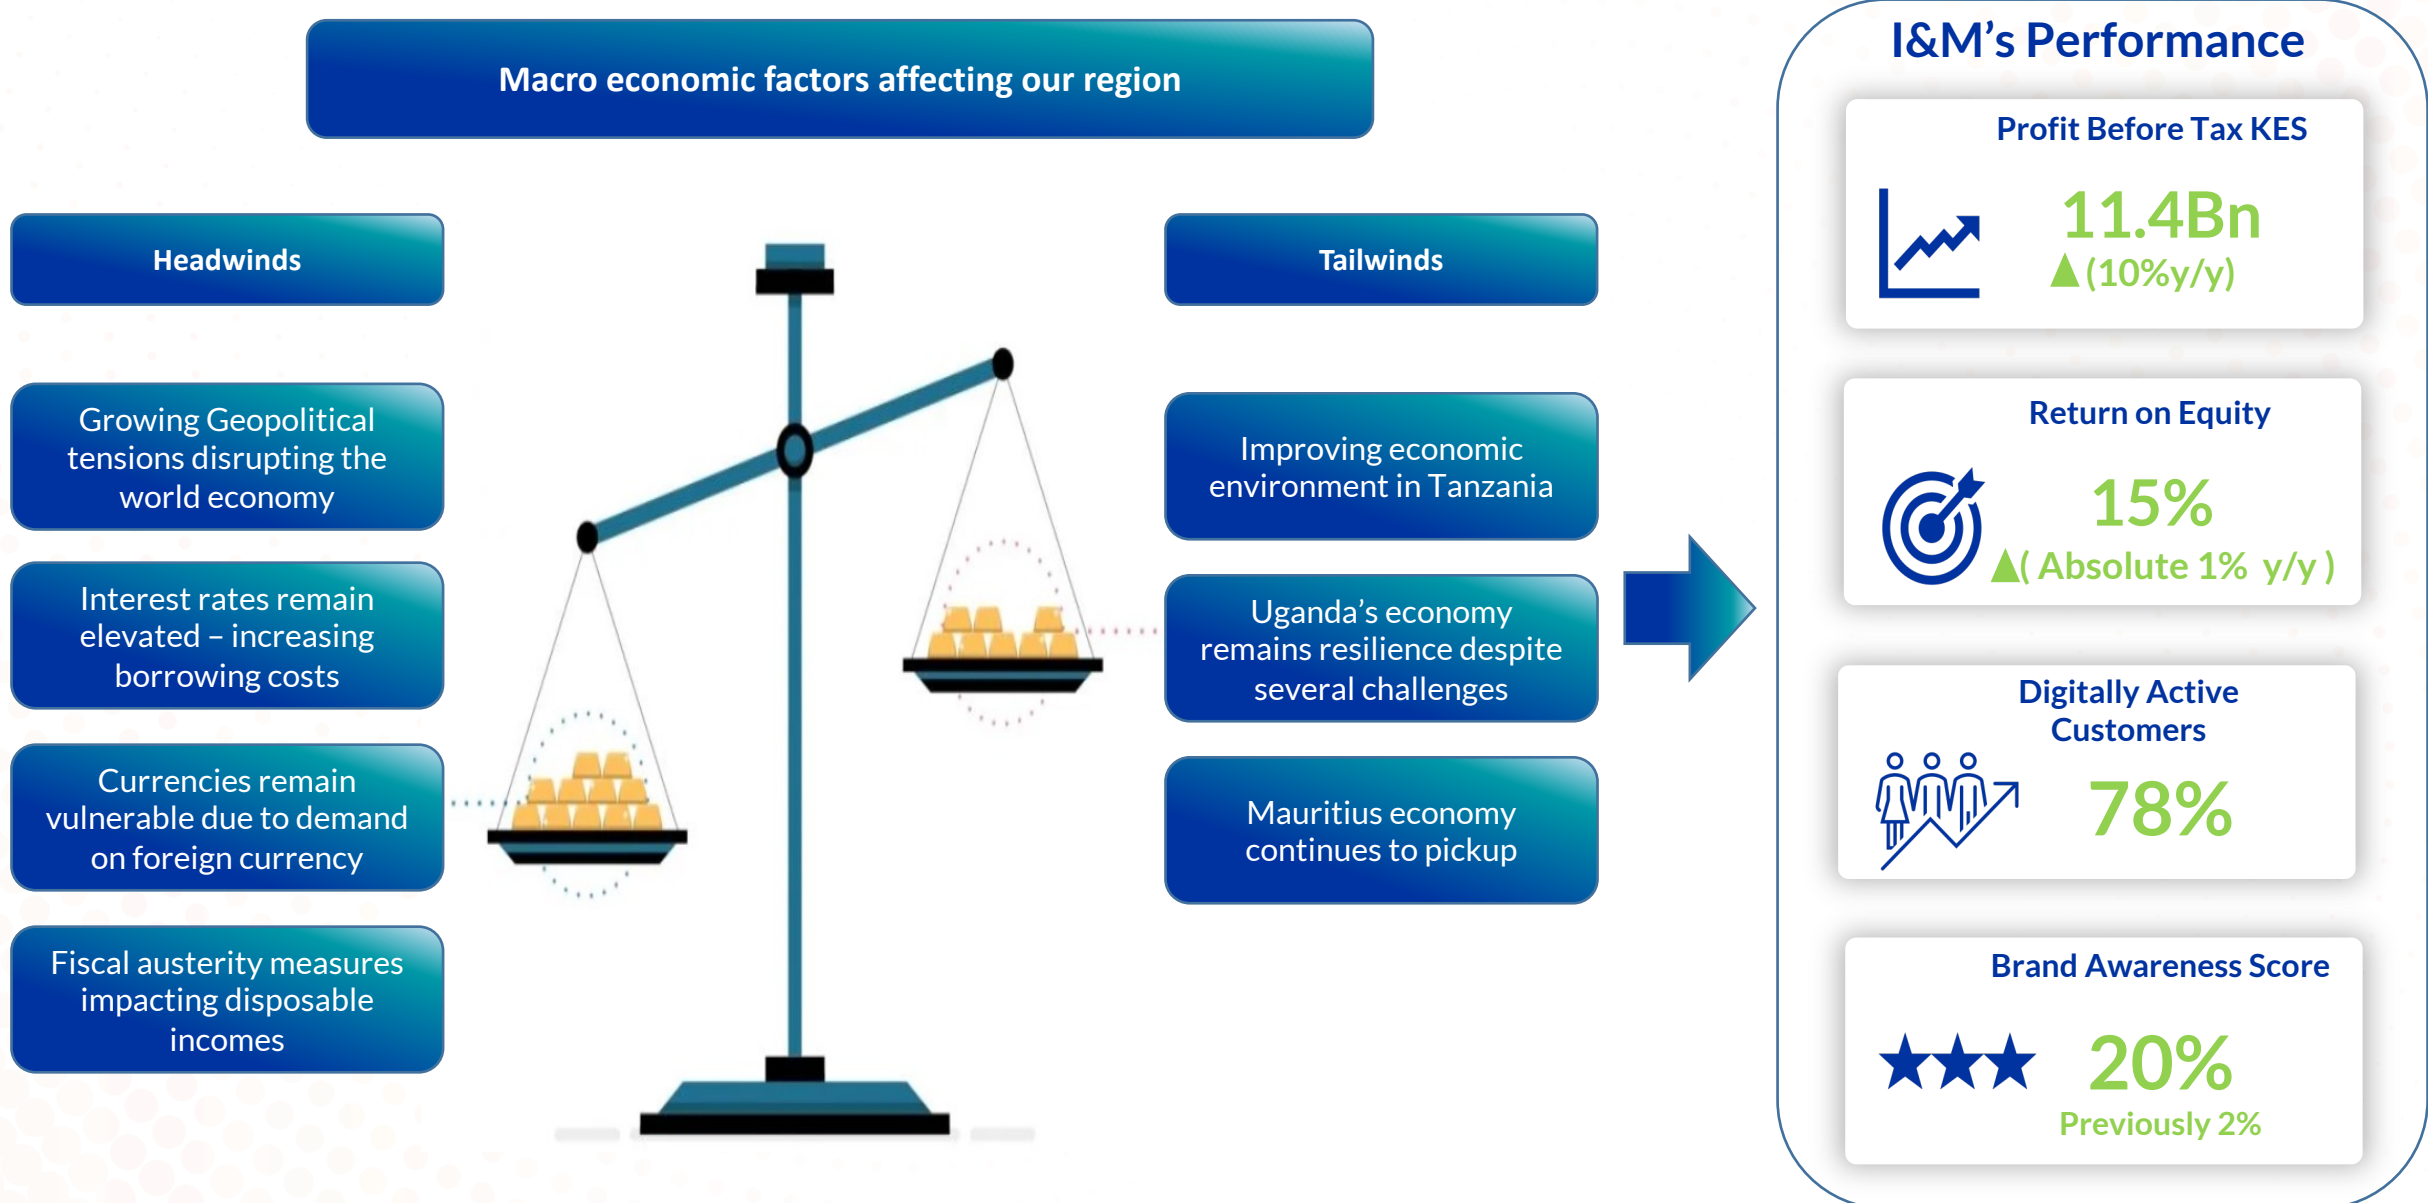 Macro economic factors affecting our region
Headwinds
Growing Geopolitical
tensions disrupting the
world economy
Interest rates remain
elevated – increasing
borrowing costs
Currencies remain
vulnerable due to demand
on foreign currency
Fiscal austerity measures
impacting disposable
incomes
Tailwinds
Improving economic
environment in Tanzania
Uganda’s economy
remains resilience despite
several challenges
Mauritius economy
continues to pickup
I&M’s Performance
Profit Before Tax KES
11.4Bn
(10%y/y)
Return on Equity
15%
( Absolute 1% y/y )
Digitally Active
Customers
78%
Brand Awareness Score
20%
Previously 2%